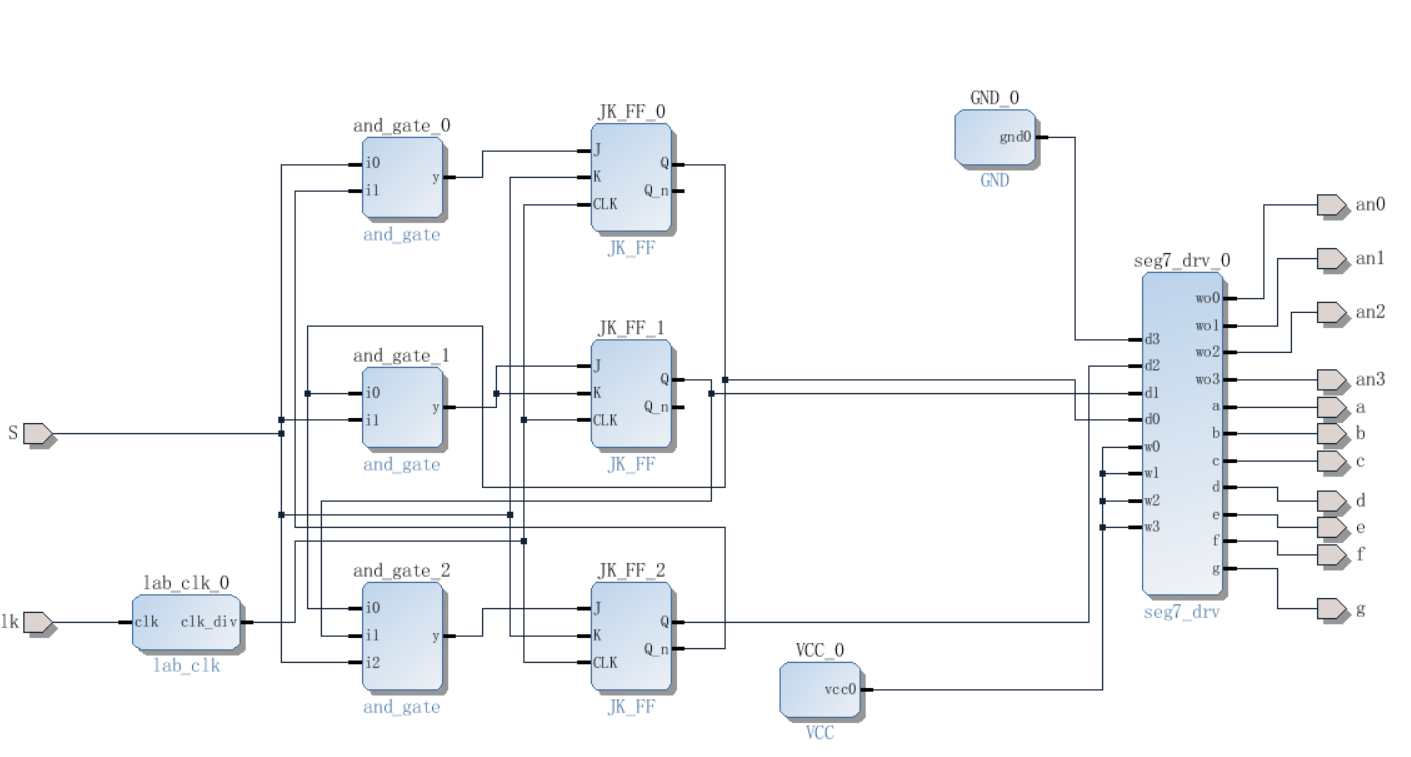 GND_0
gnd0
GND
JK_FF_0
J
K
CLK
Q
Q_n
JK_FF
and_gate_0
i0
i1
y
and_gate
JK_FF_1
J
K
CLK
Q
Q_n
JK_FF
and_gate_1
i0
i1
y
and_gate
S
lk
lab_clk_0
clk clk_div
lab_clk
and_gate_2
i0
i1
i2
y
and_gate
JK_FF_2
J
K
CLK
Q
Q_n
JK_FF
VCC_0
vcc0
VCC
seg7_drv_0
d3
d2
d1
d0
w0
w1
w2
w3
wo0
wo1
wo2
wo3
a
b
c
d
e
f
g
seg7_drv
an0
an1
an2
an3
a
b
c
d
e
f
g